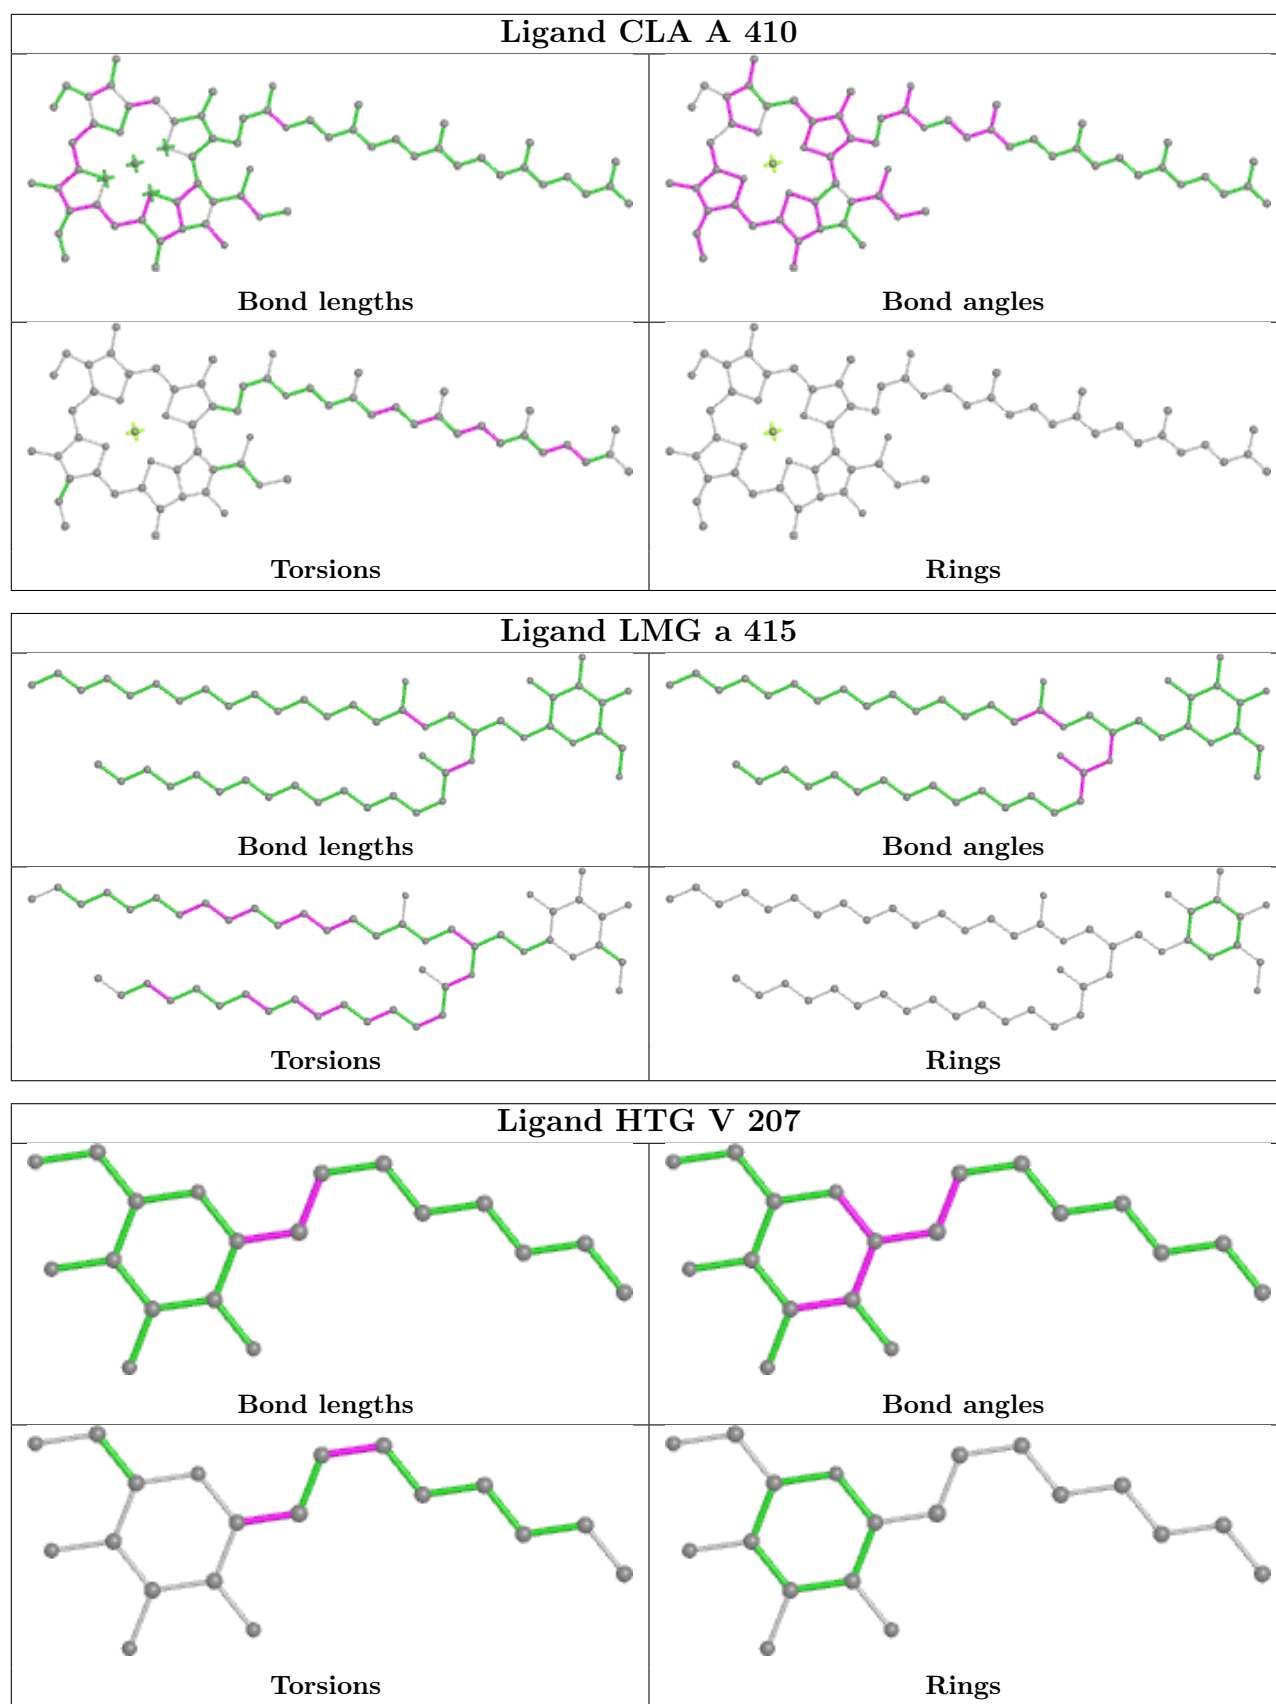 Ligand CLA A 410
Bond lengths
Bond angles
Torsions
Rings
Ligand LMG a 415
Bond lengths
Bond angles
Torsions
Rings
Ligand HTG V 207
Bond lengths
Bond angles
Torsions
Rings